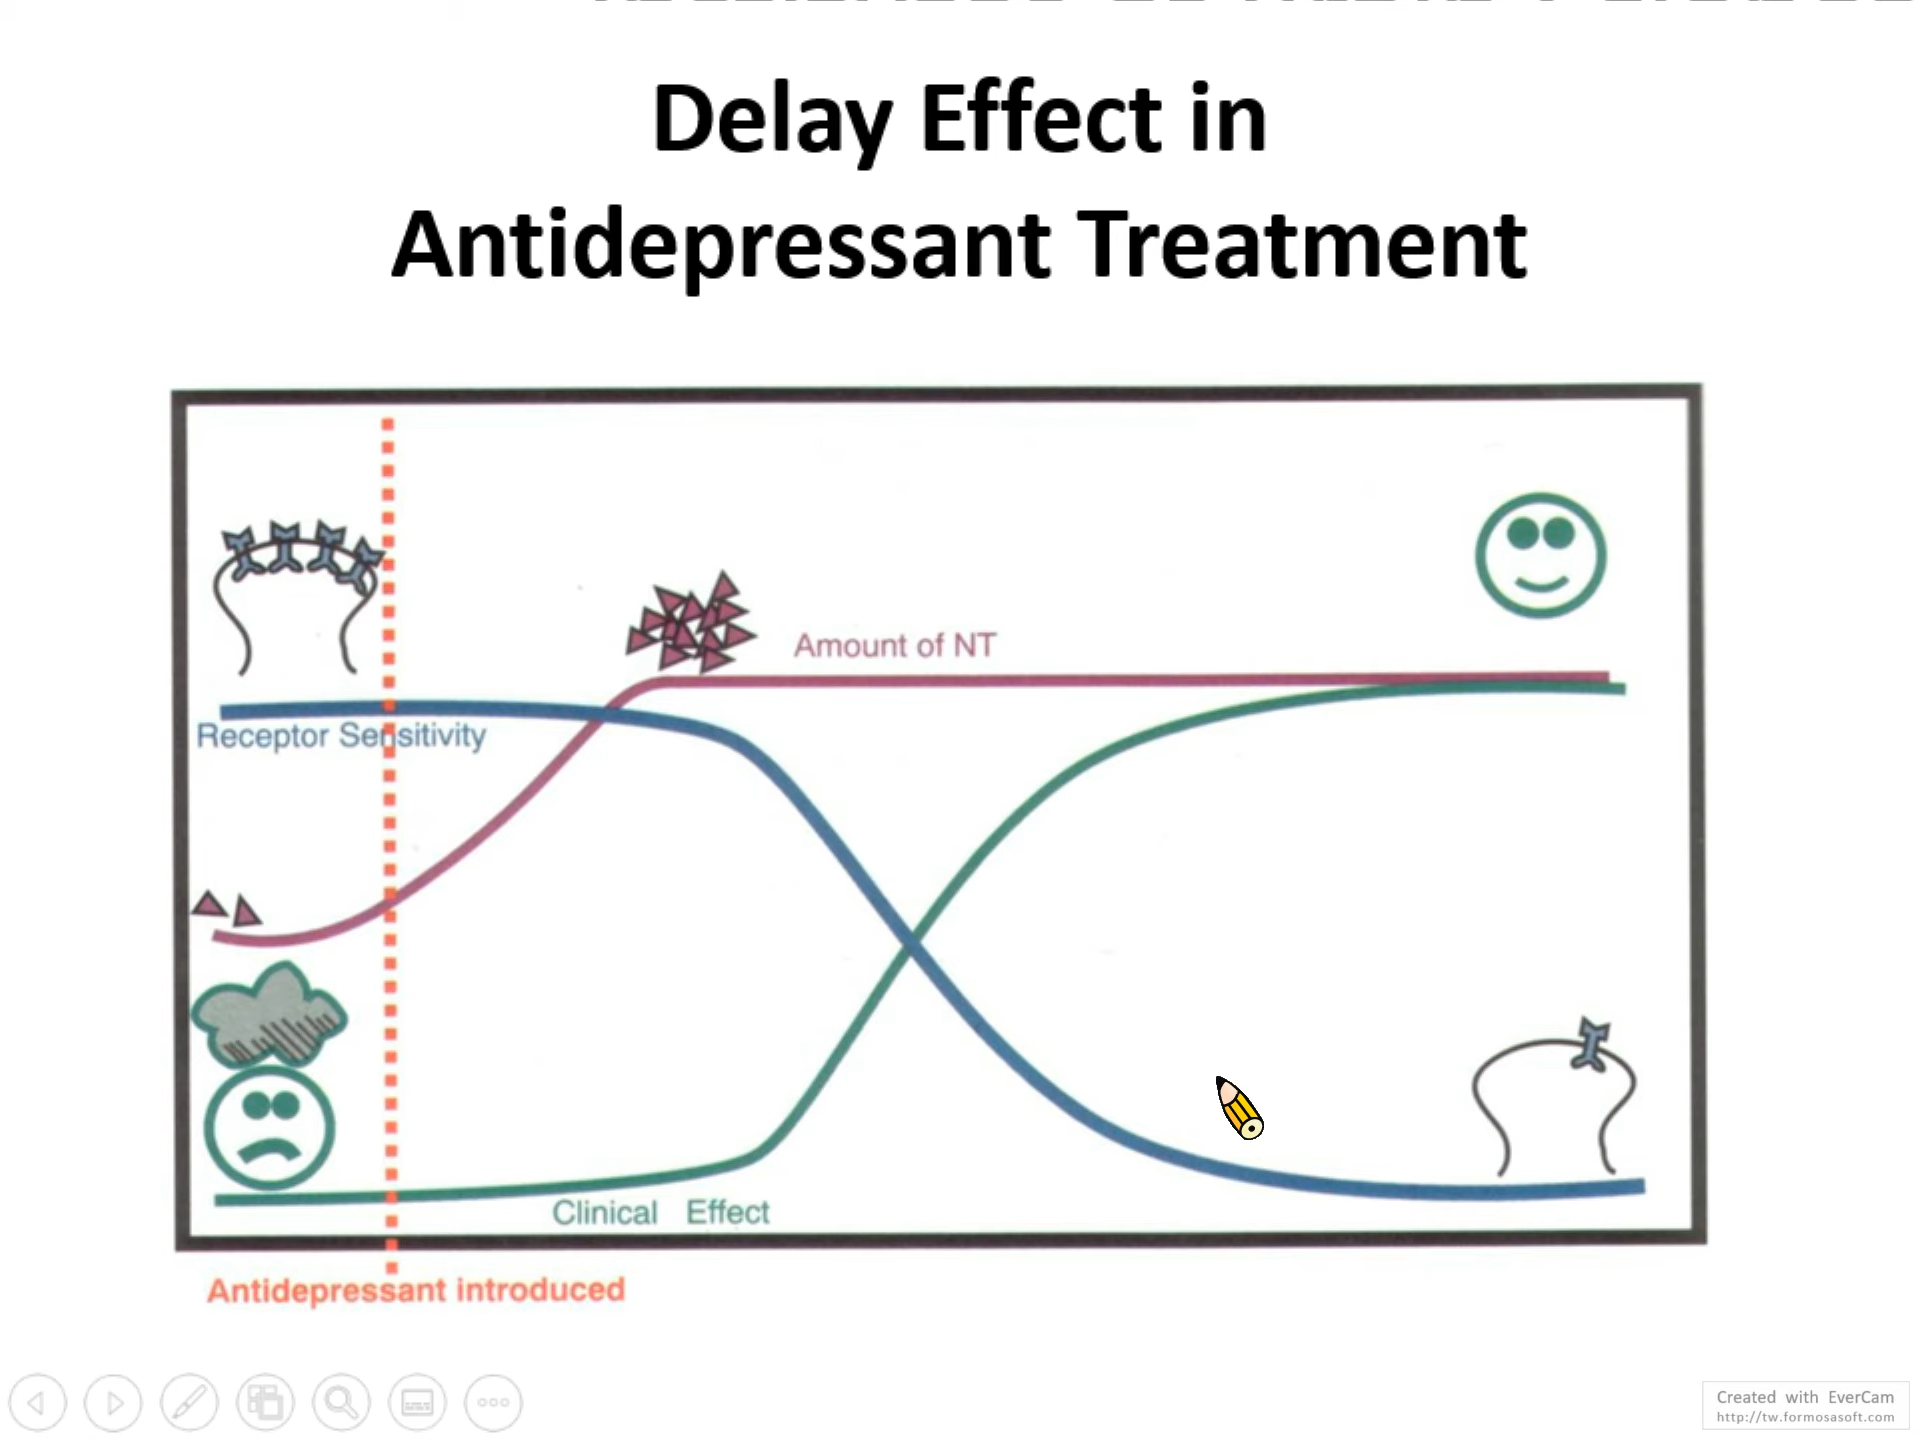 Delay Effect in
Antidepressant Treatment
Amount of NT
Receptor Sensitivity
Clinical Effect
Antidepressant introduced
Created with EverCam
http://tw.formosasoft.com